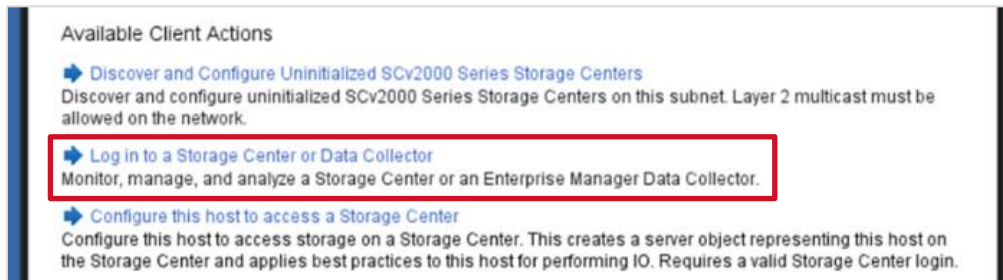 Available Client Actions
Discover and Configure Uninitialized SCv2000 Series Storage Centers
Discover and configure uninitialized SCv2000 Series Storage Centers on this subnet. Layer 2 multicast must be
allowed on the network.
Log in to a Storage Center or Data Collector
Monitor, manage, and analyze a Storage Center or an Enterprise Manager Data Collector.
Configure this host to access a Storage Center
Configure this host to access storage on a Storage Center. This creates a server object representing this host on
the Storage Center and applies best practices to this host for performing IO. Requires a valid Storage Center login.